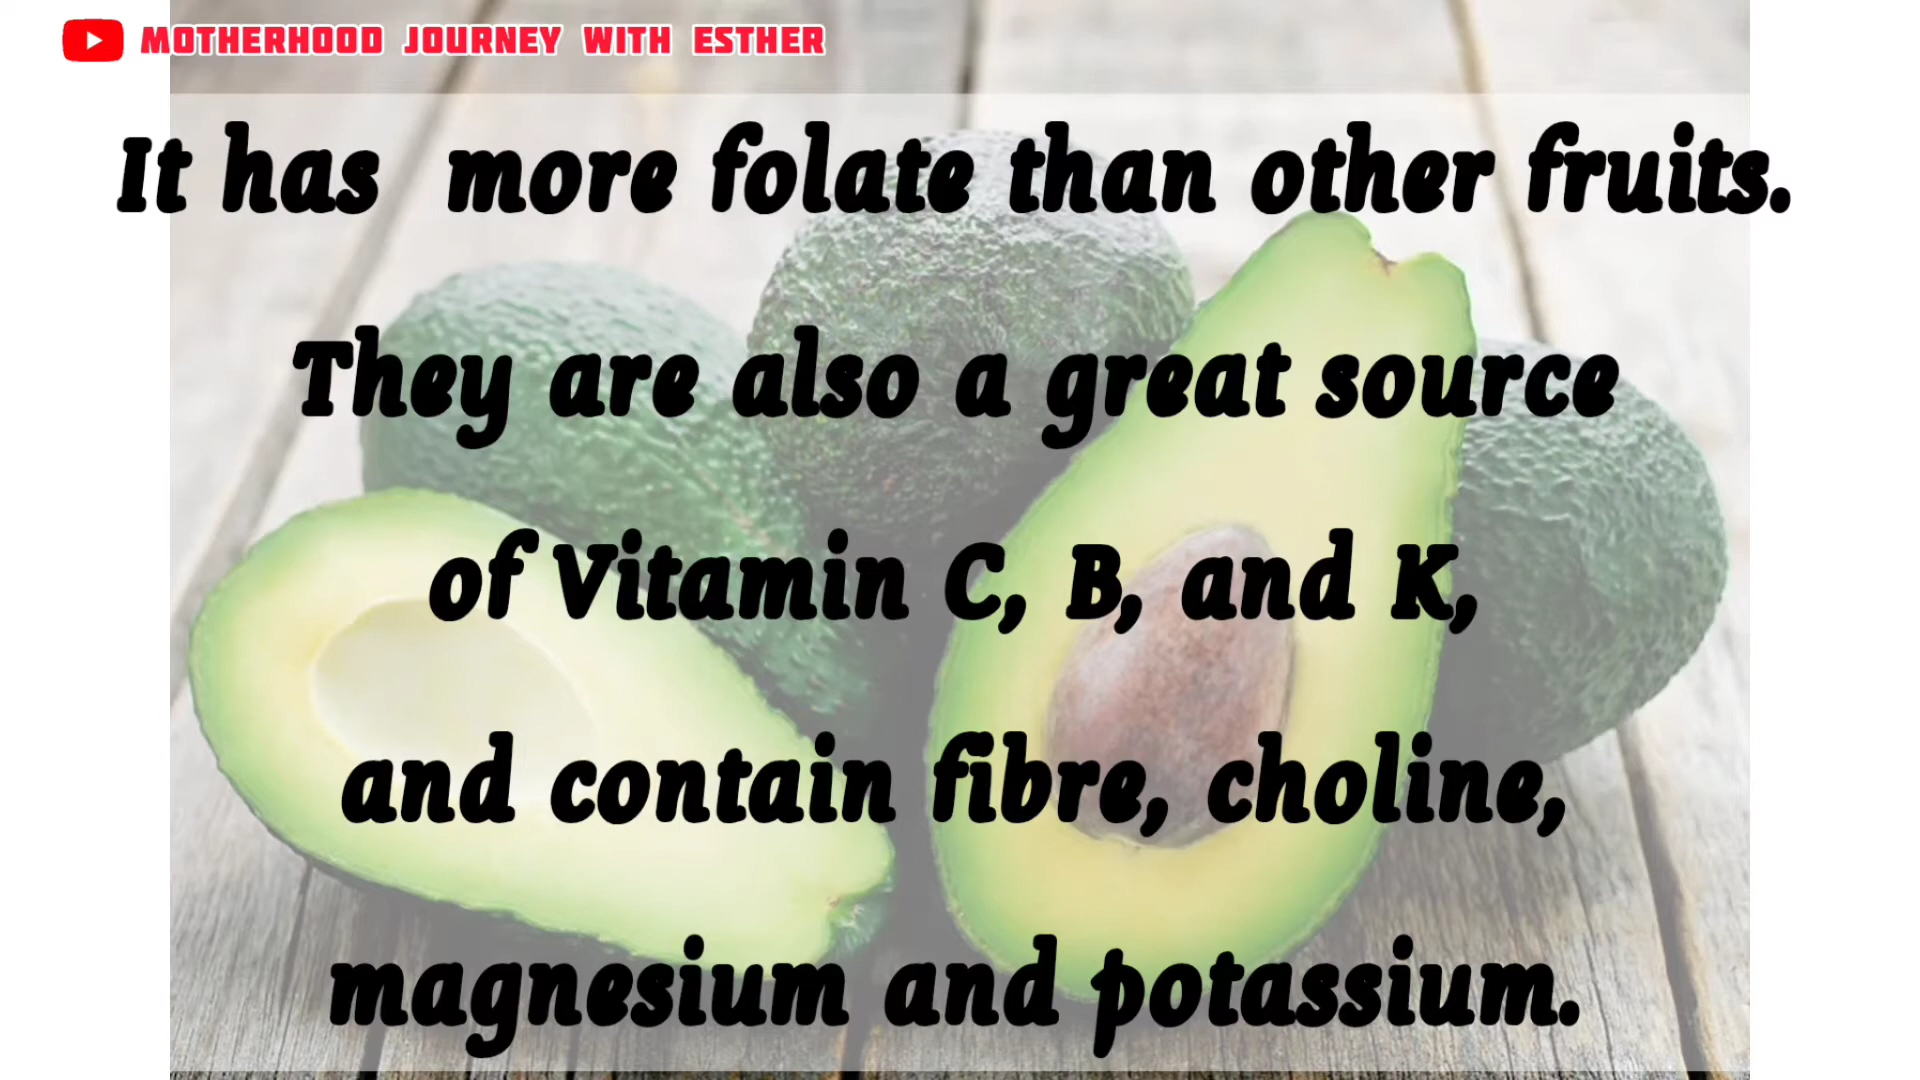 MOTHERHOOD JOURNEY WITH ESTHER
It has more folate than other fruits.
They are also a great source
of Vitamin C, B, and K,
and contain fibre, choline,
magnesium and potassium.